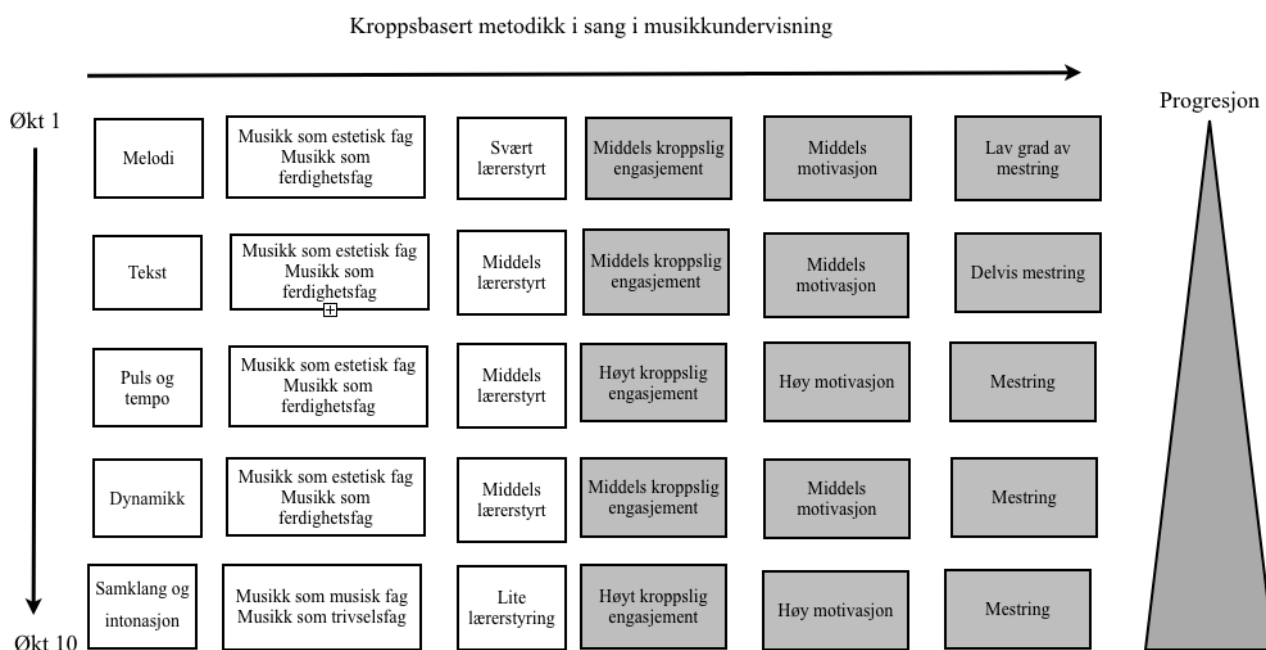 Kroppsbasert metodikk i sang i musikkundervisning
Progresjon
Økt 1
Melodi
Musikk som estetisk fag
Musikk som
ferdighetsfag
Svært
lærerstyrt
Middels kroppslig
engasjement
Middels
motivasjon
Lav grad av
mestring
Tekst
Musikk som estetisk fag
Musikk som
ferdighetsfag
Middels
lærerstyrt
Middels kroppslig
engasjement
Middels
motivasjon
Delvis mestring
Puls og
tempo
Musikk som estetisk fag
Musikk som
ferdighetsfag
Middels
lærerstyrt
Høyt kroppslig
engasjement
Høy motivasjon
Mestring
Dynamikk
Musikk som estetisk fag
Musikk som
ferdighetsfag
Middels
lærerstyrt
Middels kroppslig
engasjement
Middels
motivasjon
Mestring
Samklang og
intonasjon
Musikk som musisk fag
Musikk som trivselsfag
Lite
lærerstyring
Høyt kroppslig
engasjement
Høy motivasjon
Mestring
Økt 10